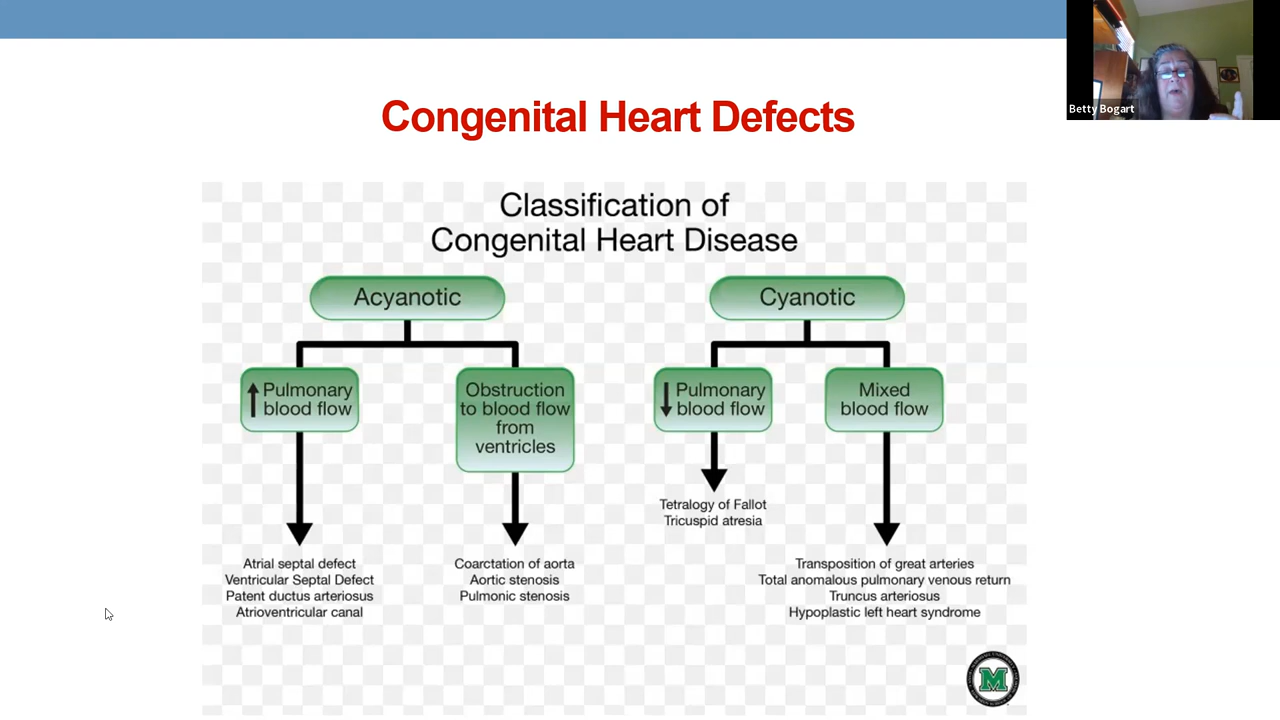 Betty Bogart
Congenital Heart Defects
Classification of
Congenital Heart Disease
Acyanotic
Cyanotic
Pulmonary
blood flow
Obstruction
to blood flow
from
ventricles
Pulmonary
blood flow
Mixed
blood flow
Atrial septal defect
Ventricular Septal Defect
Patent ductus arteriosus
Atrioventricular canal
Coarctation of aorta
Aortic stenosis
Pulmonic stenosis
Tetralogy of Fallot
Tricuspid atresia
Transposition of great arteries
Total anomalous pulmonary venous return
Truncus arteriosus
Hypoplastic left heart syndrome
M